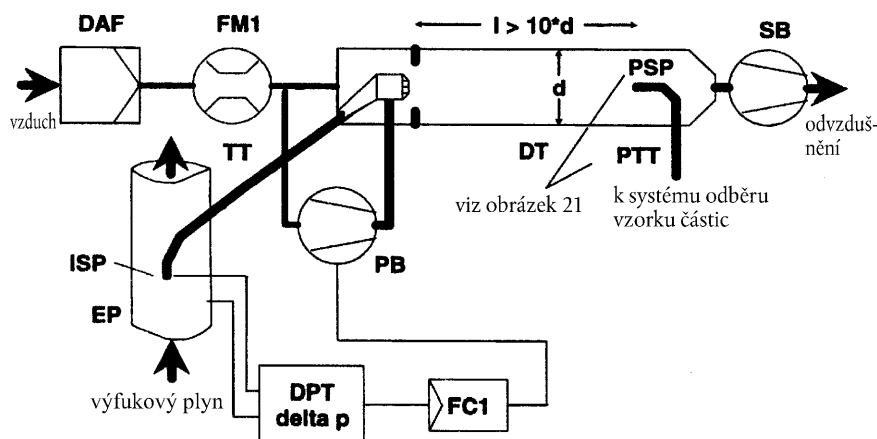 DAF
FM1
l > 10*d
SB
PSP
d
vzduch
odvzduš-
nění
TT
DT
PTT
viz obrázek 21
k systému odběru
vzorku částic
PB
ISP
EP
výfukový plyn
DPT
delta p
FC1